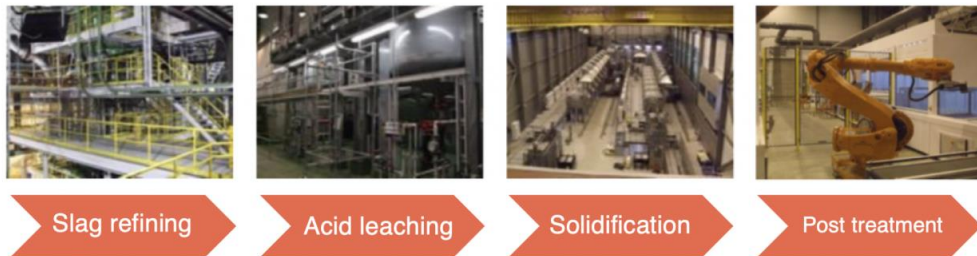 Slag refining
Acid leaching
Solidification
Post treatment